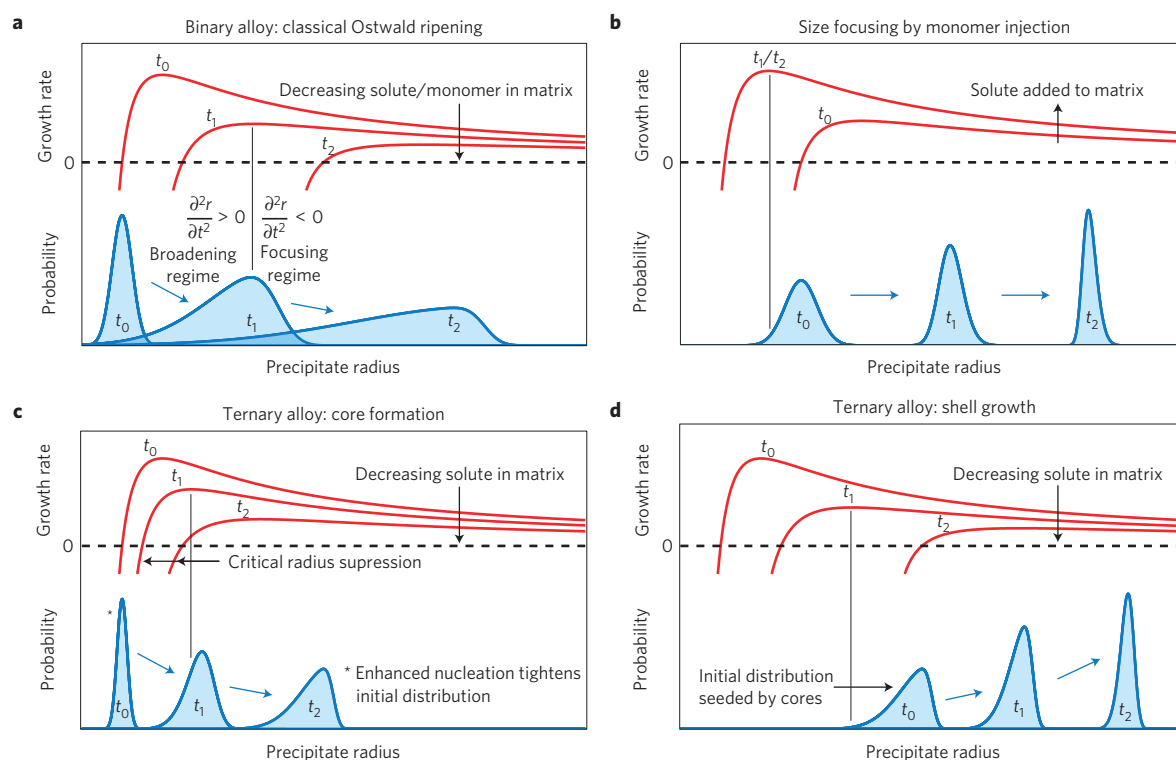 a
Binary alloy: classical Ostwald ripening
Growth rate
0
Probability
t₀
t₁
t₂
Decreasing solute/monomer in matrix
∂²r/∂t² > 0
∂²r/∂t² < 0
Broadening
regime
Focusing
regime
t₀
t₁
t₂
Precipitate radius
b
Size focusing by monomer injection
Growth rate
0
Probability
t₁/t₂
t₀
Solute added to matrix
t₀
t₁
t₂
Precipitate radius
c
Ternary alloy: core formation
Growth rate
0
Probability
t₀
t₁
t₂
Decreasing solute in matrix
Critical radius supression
*
* Enhanced nucleation tightens
initial distribution
t₀
t₁
t₂
Precipitate radius
d
Ternary alloy: shell growth
Growth rate
0
Probability
t₀
t₁
t₂
Decreasing solute in matrix
Initial distribution
seeded by cores
t₀
t₁
t₂
Precipitate radius